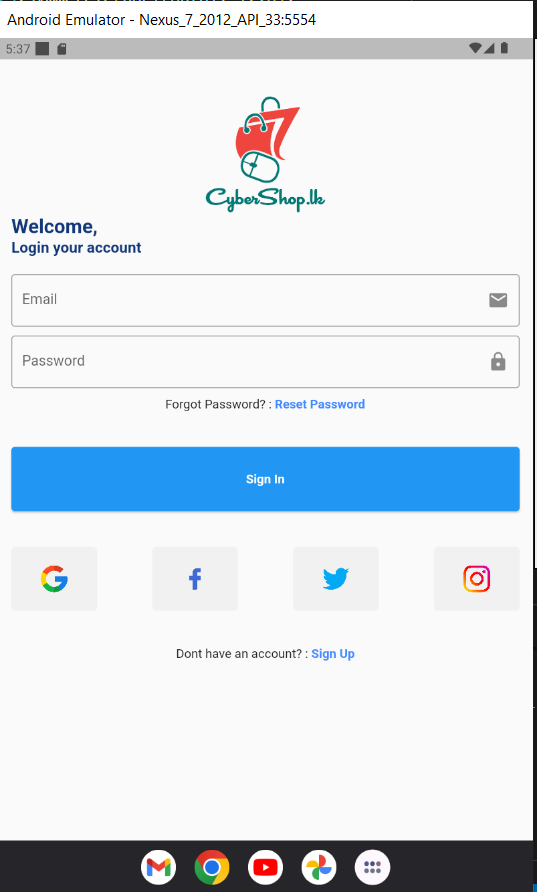 Android Emulator - Nexus_7_2012_API_33:5554
5:37
CyberShop.lk
Welcome,
Login your account
Email
Password
Forgot Password? : Reset Password
Sign In
Dont have an account? : Sign Up